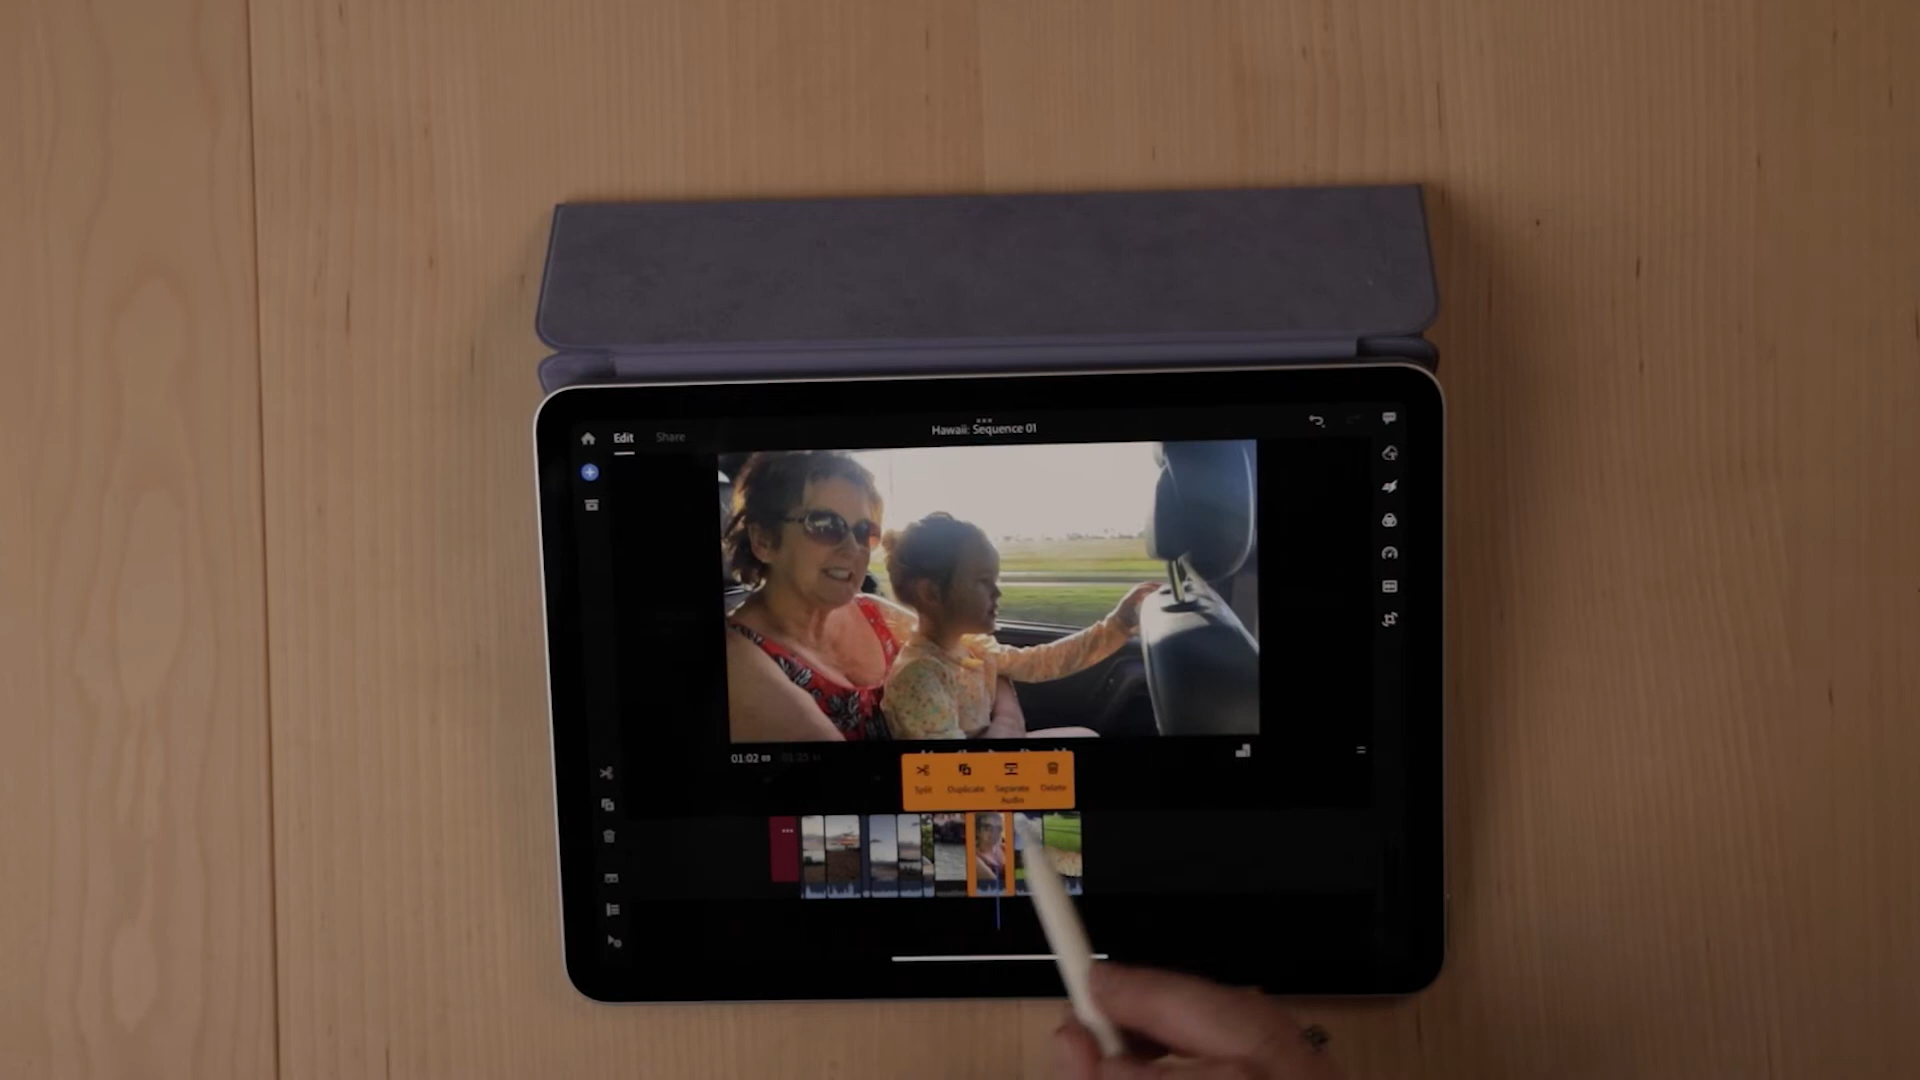 Hawaii: Sequence 01
Edit Share
01:02
Split Duplicate Separate Delete
Audio